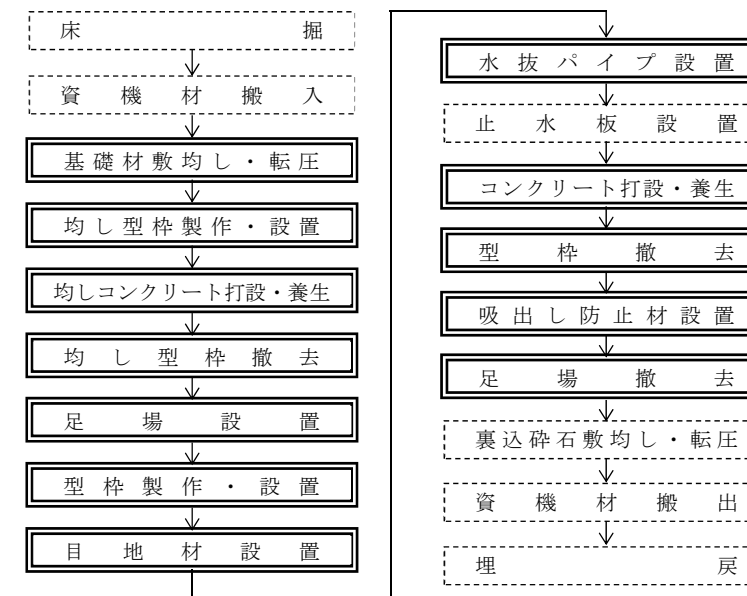 床掘
資機材搬入
基礎材敷均し・転圧
均し型枠製作・設置
均しコンクリート打設・養生
均し型枠撤去
足場設置
型枠製作・設置
目地材設置
水抜パイプ設置
止水板設置
コンクリート打設・養生
型枠撤去
吸出し防止材設置
足場撤去
裏込砕石敷均し・転圧
資機材搬出
埋戻